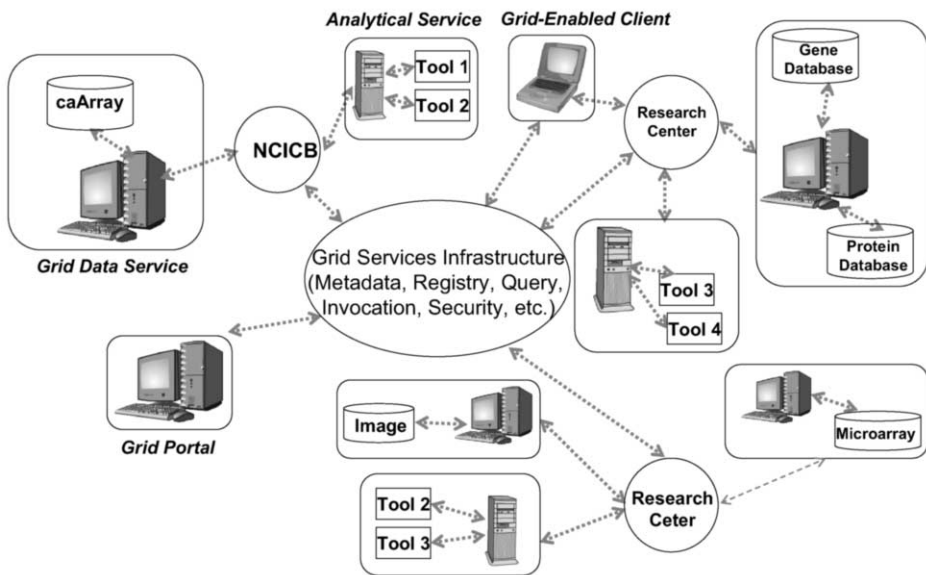 Analytical Service
Grid-Enabled Client
Tool 1
Tool 2
caArray
NCICB
Research
Center
Gene
Database
Protein
Database
Grid Data Service
Grid Services Infrastructure
(Metadata, Registry, Query,
Invocation, Security, etc.)
Tool 3
Tool 4
Grid Portal
Image
Microarray
Tool 2
Tool 3
Research
Ceter